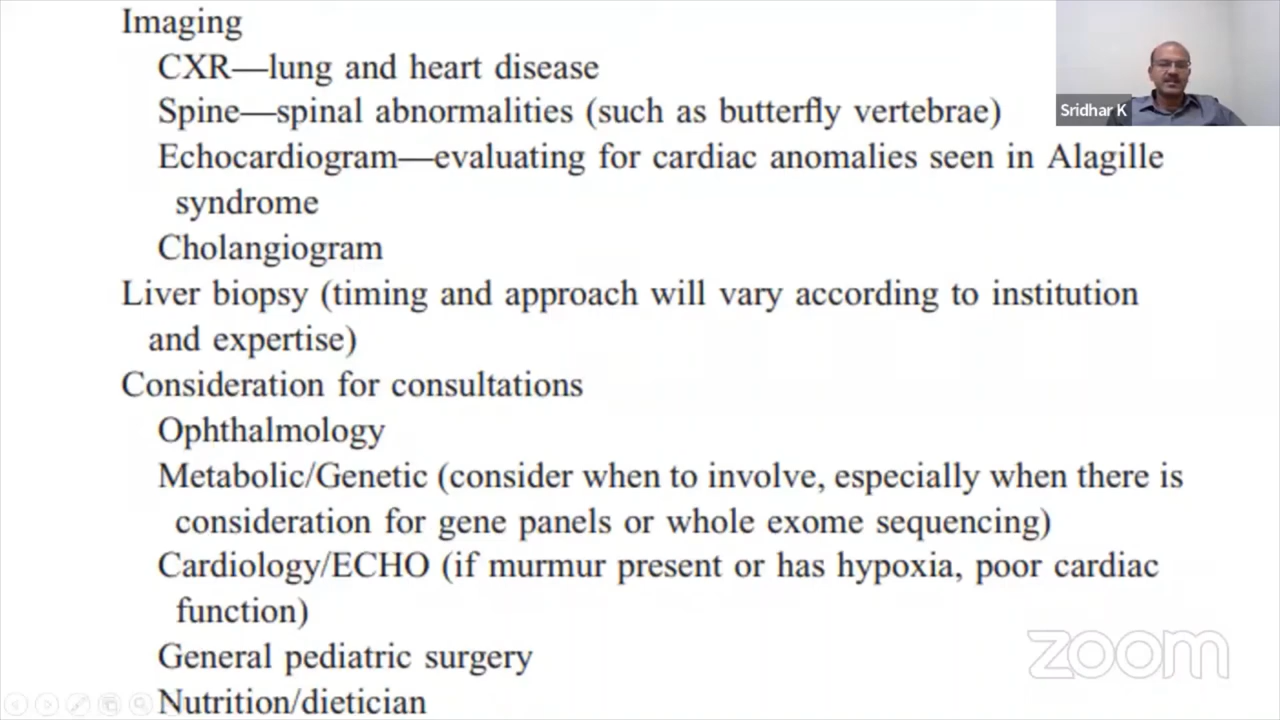 Imaging
CXR—lung and heart disease
Spine—spinal abnormalities (such as butterfly vertebrae)
Echocardiogram—evaluating for cardiac anomalies seen in Alagille
syndrome
Cholangiogram
Liver biopsy (timing and approach will vary according to institution
and expertise)
Consideration for consultations
Ophthalmology
Metabolic/Genetic (consider when to involve, especially when there is
consideration for gene panels or whole exome sequencing)
Cardiology/ECHO (if murmur present or has hypoxia, poor cardiac
function)
General pediatric surgery
Nutrition/dietician
Sridhar K
zoom